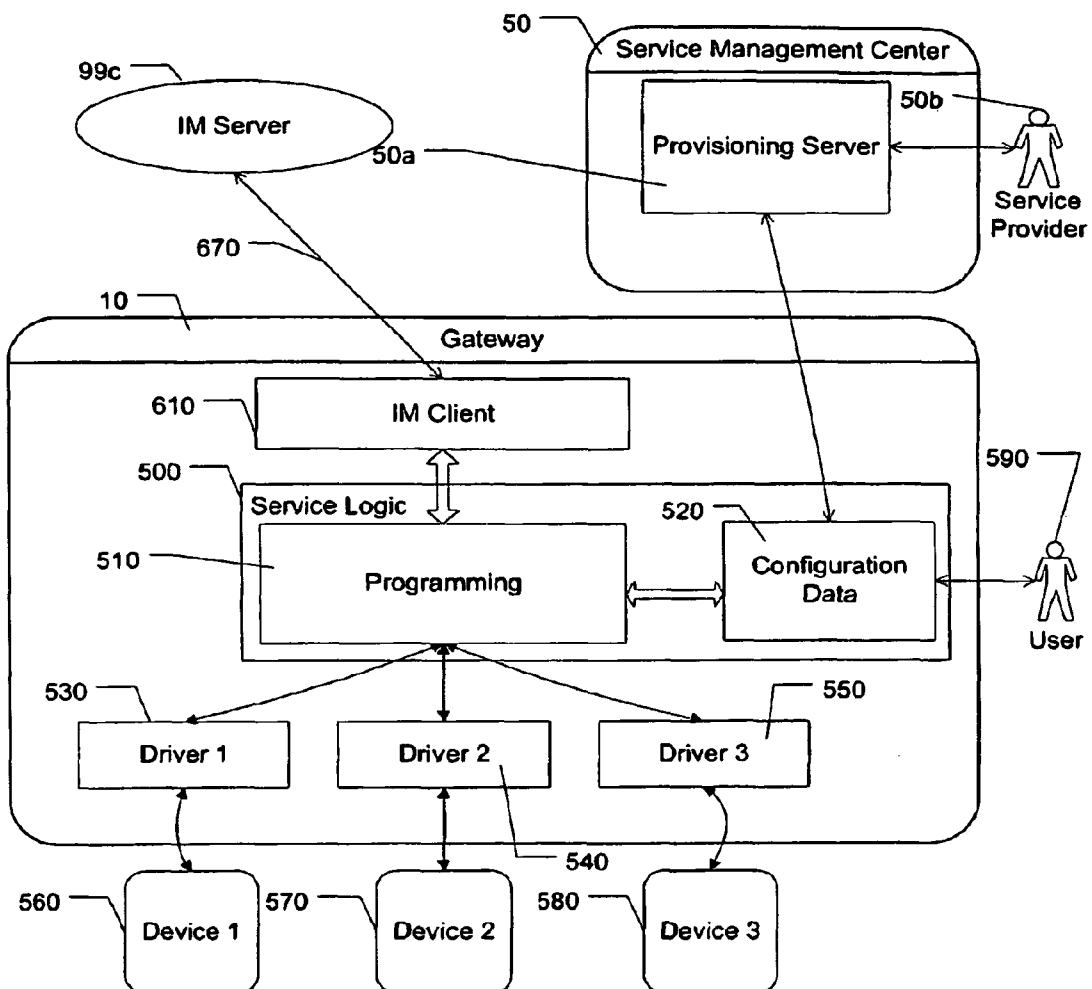 50
Service Management Center
99c
IM Server
50a
Provisioning Server
50b
Service
Provider
670
10
Gateway
610
IM Client
500
Service Logic
510
Programming
520
Configuration
Data
590
User
530
Driver 1
Driver 2
550
Driver 3
540
560
Device 1
570
Device 2
580
Device 3